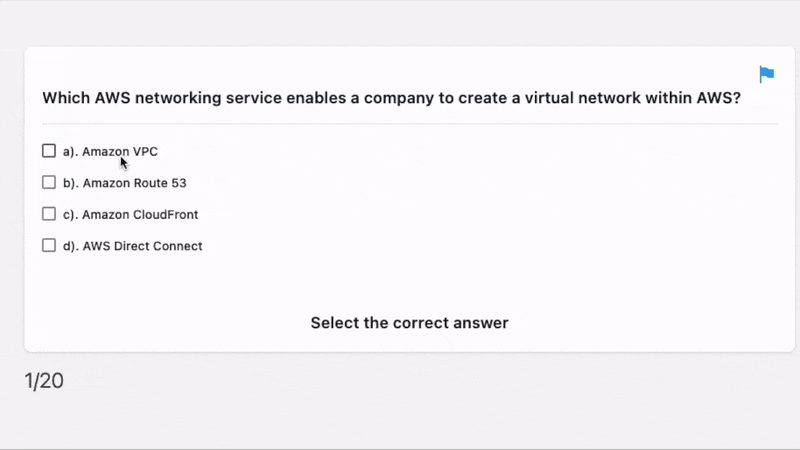 Which AWS networking service enables a company to create a virtual network within AWS?
a). Amazon VPC
b). Amazon Route 53
c). Amazon CloudFront
d). AWS Direct Connect
Select the correct answer
1/20